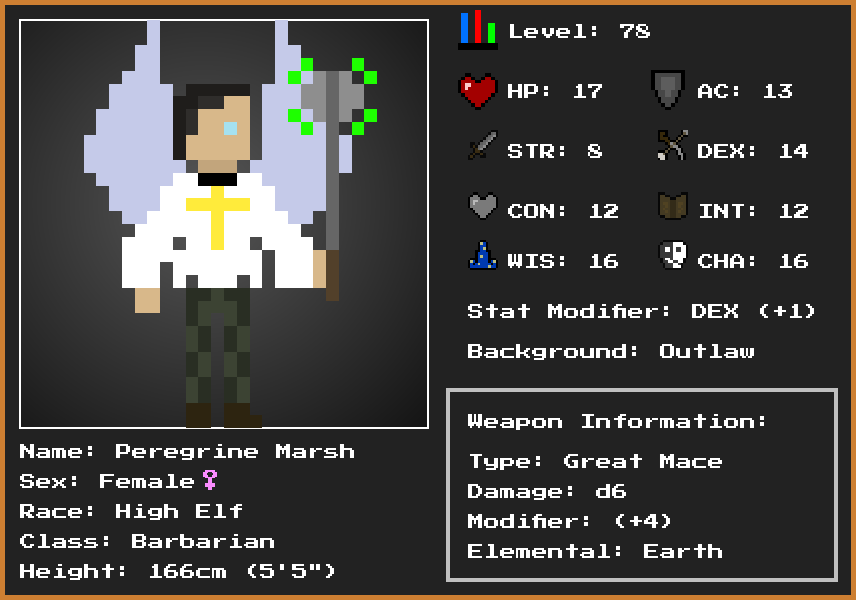 Level: 78
HP: 17
AC: 13
STR: 8
DEX: 14
CON: 12
INT: 12
WIS: 16
CHA: 16
Stat Modifier: DEX (+1)
Background: Outlaw
Weapon Information:
Type: Great Mace
Damage: d6
Modifier: (+4)
Elemental: Earth
Name: Peregrine Marsh
Sex: Female♀
Race: High Elf
Class: Barbarian
Height: 166cm (5'5")